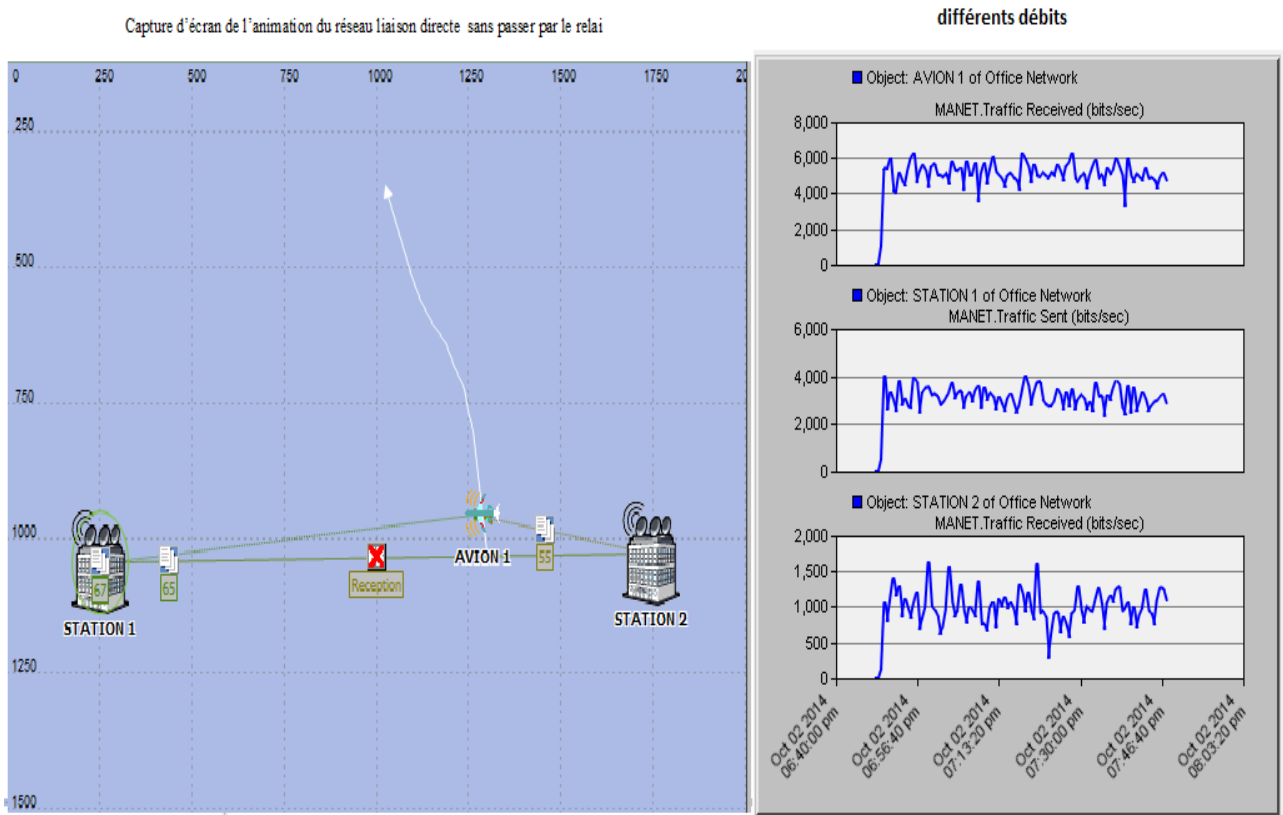 Capture d'écran de l'animation du réseau liaison directe sans passer par le relai
0 250 500 750 1000 1250 1500 1750 20
250
500
750
1000
1250
1500
67
65
Reception
55
AVION 1
STATION 1
STATION 2
différents débits
Object: AVION 1 of Office Network
MANET.Traffic Received (bits/sec)
8,000
6,000
4,000
2,000
0
Object: STATION 1 of Office Network
MANET.Traffic Sent (bits/sec)
6,000
4,000
2,000
0
Object: STATION 2 of Office Network
MANET.Traffic Received (bits/sec)
2,000
1,500
1,000
500
0
Oct 02 2014
06:40:00 pm
Oct 02 2014
06:56:40 pm
Oct 02 2014
07:13:20 pm
Oct 02 2014
07:30:00 pm
Oct 02 2014
07:46:40 pm
Oct 02 2014
08:03:20 pm